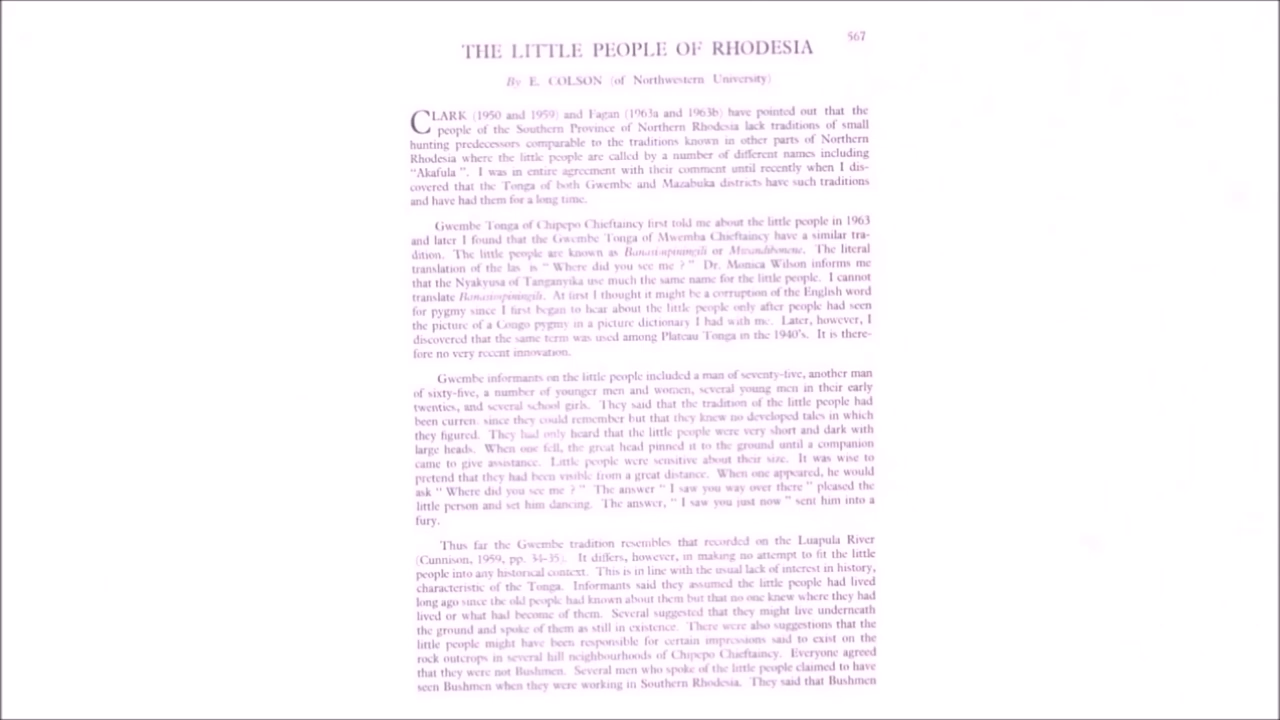 567
THE LITTLE PEOPLE OF RHODESIA
By E. COLSON (of Northwestern University)
CLARK (1950 and 1959) and Fagan (1963a and 1963b) have pointed out that the
people of the Southern Province of Northern Rhodesia lack traditions of small
hunting predecessors comparable to the traditions known in other parts of Northern
Rhodesia where the little people are called by a number of different names including
"Akafula". I was in entire agreement with their comment until recently when I dis-
covered that the Tonga of both Gwembe and Mazabuka districts have such traditions
and have had them for a long time.
Gwembe Tonga of Chipepo Chieftaincy first told me about the little people in 1963
and later I found that the Gwembe Tonga of Mwemba Chieftaincy have a similar tra-
dition. The little people are known as or Mwandibonene. The literal
translation of the las is "Where did you see me?" Dr. Monica Wilson informs me
that the Nyakyusa of Tanganyika use much the same name for the little people. I cannot
translate At first I thought it might be a corruption of the English word
for pygmy since I first began to hear about the little people only after people had seen
the picture of a Congo pygmy in a picture dictionary I had with me. Later, however, I
discovered that the same term was used among Plateau Tonga in the 1940's. It is there-
fore no very recent innovation.
Gwembe informants on the little people included a man of seventy-five, another man
of sixty-five, a number of younger men and women, several young men in their early
twenties, and several school girls. They said that the tradition of the little people had
been curren. since they could remember but that they knew no developed tales in which
they figured. They had only heard that the little people were very short and dark with
large heads. When one fell, the great head pinned it to the ground until a companion
came to give assistance. Little people were sensitive about their size. It was wise to
pretend that they had been visible from a great distance. When one appeared, he would
ask "Where did you see me?" The answer "I saw you way over there" pleased the
little person and set him dancing. The answer, "I saw you just now" sent him into a
fury.
Thus far the Gwembe tradition resembles that recorded on the Luapula River
(Cunnison, 1959, pp. 34-35). It differs, however, in making no attempt to fit the little
people into any historical context. This is in line with the usual lack of interest in history,
characteristic of the Tonga. Informants said they assumed the little people had lived
long ago since the old people had known about them but that no one knew where they had
lived or what had become of them. Several suggested that they might live underneath
the ground and spoke of them as still in existence. There were also suggestions that the
little people might have been responsible for certain impressions said to exist on the
rock outcrops in several hill neighbourhoods of Chipepo Chieftaincy. Everyone agreed
that they were not Bushmen. Several men who spoke of the little people claimed to have
seen Bushmen when they were working in Southern Rhodesia. They said that Bushmen